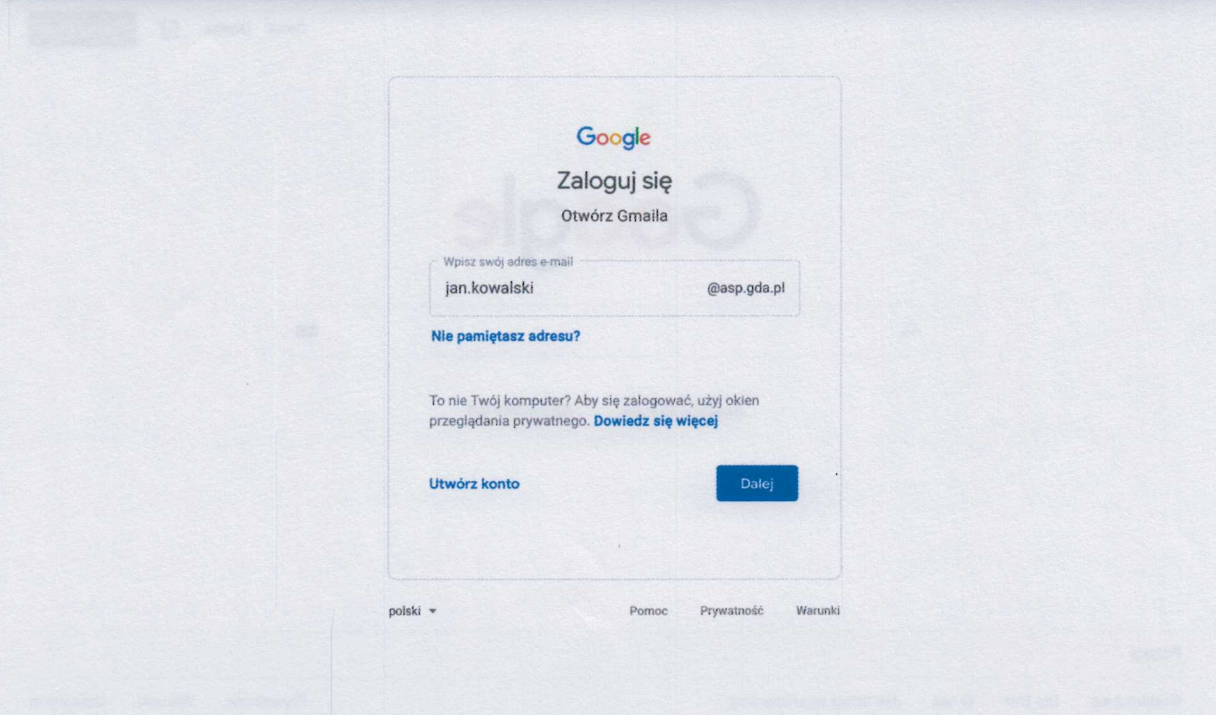 Google
Zaloguj się
Otwórz Gmaila
Wpisz swój adres e-mail
jan.kowalski @asp.gda.pl
Nie pamiętasz adresu?
To nie Twój komputer? Aby się zalogować, użyj okien
przeglądania prywatnego. Dowiedz się więcej
Utwórz konto Dalej
polski Pomoc Prywatność Warunki